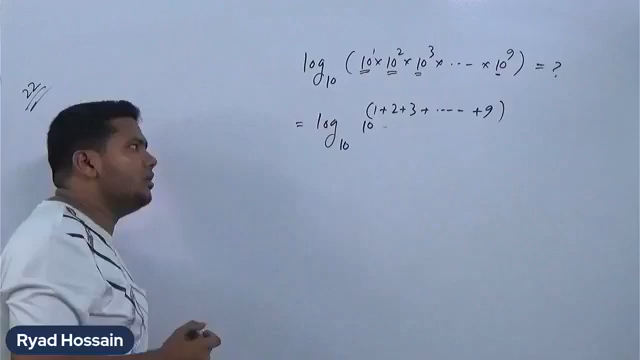 log₁₀ (10¹ × 10² × 10³ × ---- × 10⁹) = ?
22
= log₁₀ 10^(1+2+3+ ----- +9)
Ryad Hossain